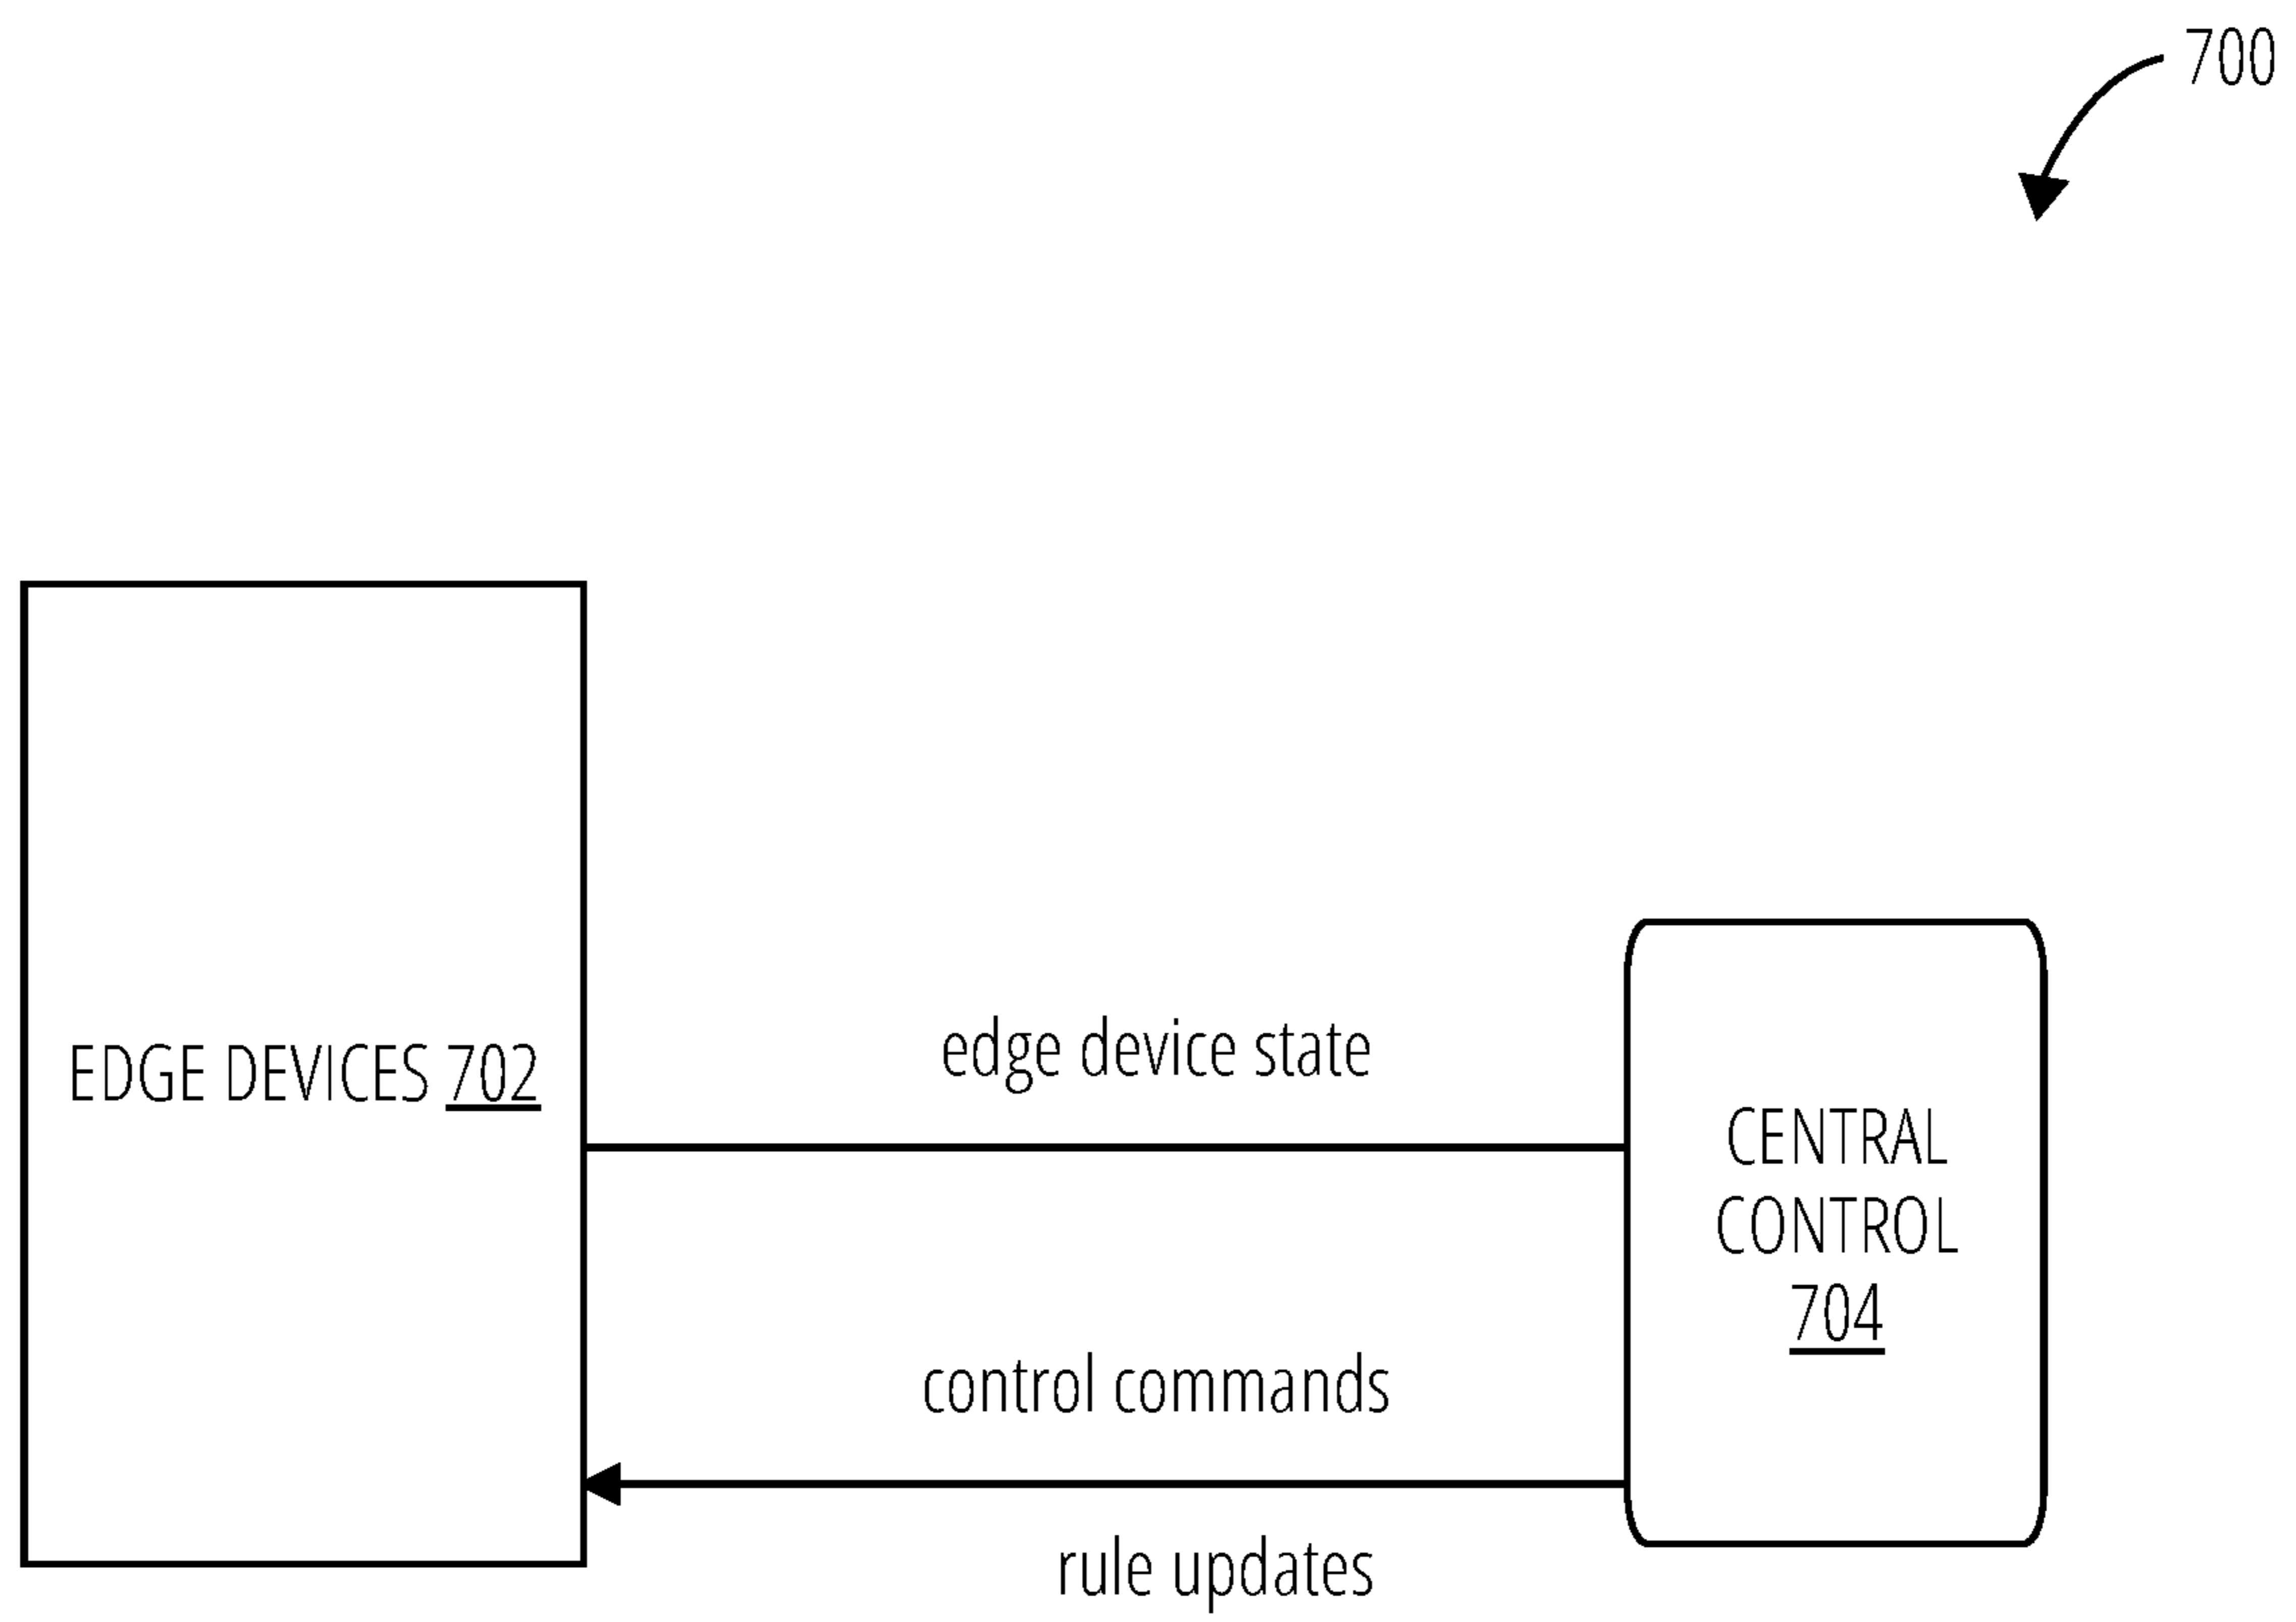 700
EDGE DEVICES 702
edge device state
CENTRAL
CONTROL
704
control commands
rule updates